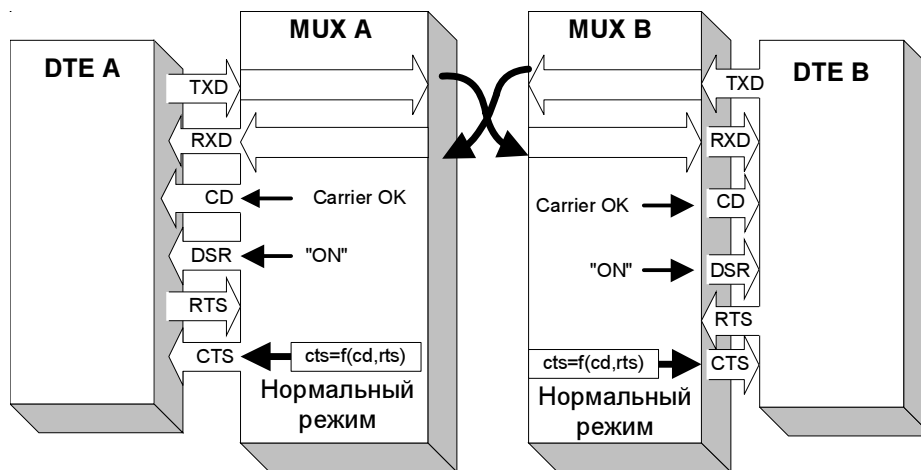 MUX A
MUX B
DTE A
DTE B
TXD
TXD
RXD
RXD
CD
Carrier OK
Carrier OK
CD
DSR
"ON"
"ON"
DSR
RTS
RTS
CTS
cts=f(cd,rts)
cts=f(cd,rts)
CTS
Нормальный
режим
Нормальный
режим